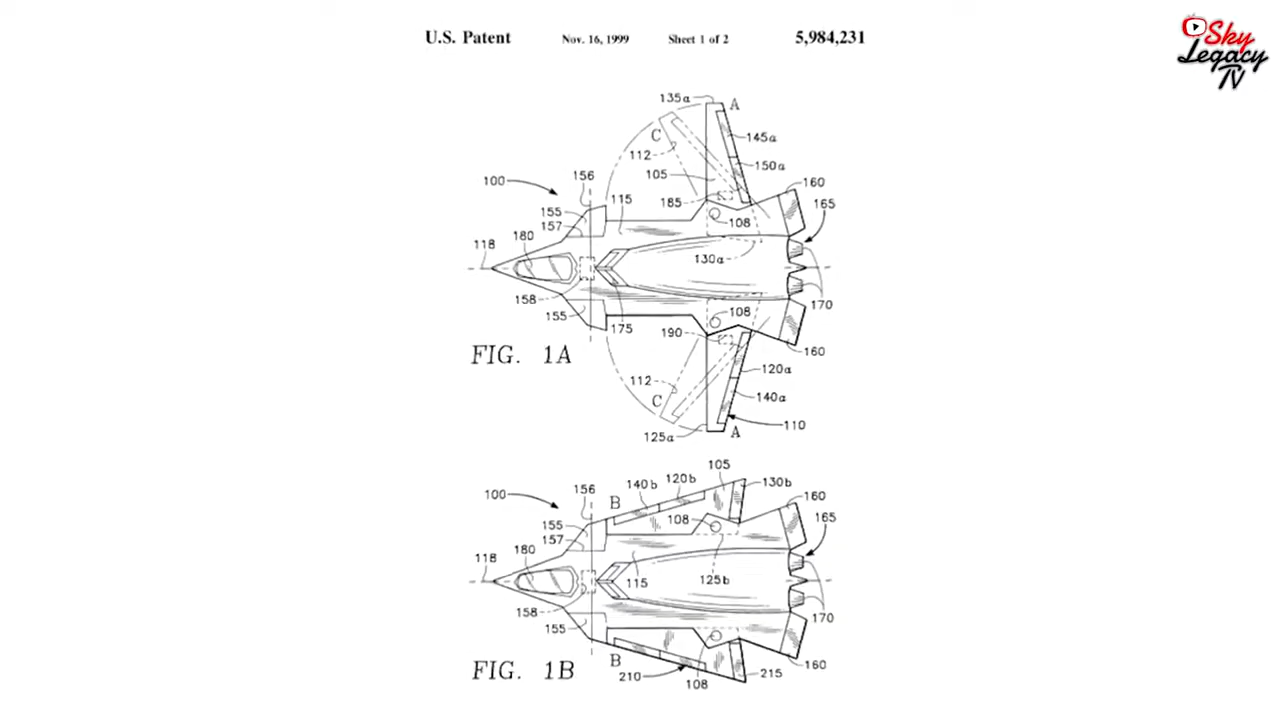 U.S. Patent Nov. 16, 1999 Sheet 1 of 2 5,984,231
Sky
Legacy
TV
135a A
C
145a
112
150a
156 105
100 160
185
155 115 165
157 108
180
118
130a
158 108 170
155 175 190
FIG. 1A 160
120a
112
140a
C
110
125a A
105
140b 120b 130b
156 B
100 160
108 165
155
157
180
118
115 125b
158 170
155
B 160
FIG. 1B 210 215
108